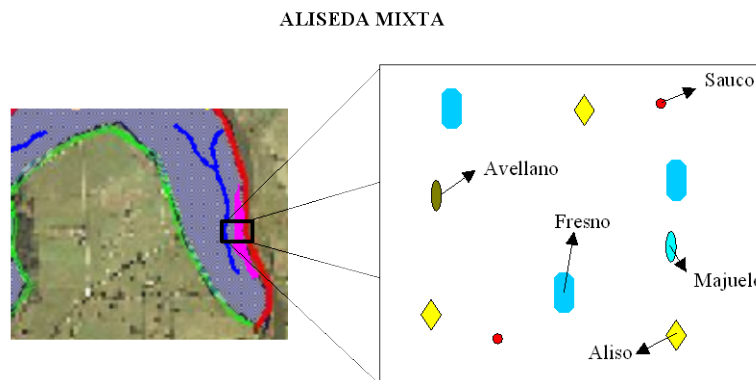 ALISEDA MIXTA
Sauco
Avellano
Fresno
Majuelo
Aliso